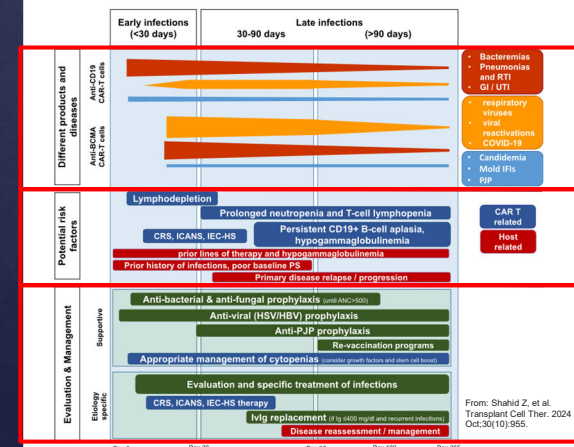 Early infections
(<30 days)
Late infections
30-90 days
(>90 days)
Different products and
diseases
Anti-CD19
CAR-T cells
Anti-BCMA
CAR-T cells
• Bacteremias
• Pneumonias
and RTI
• GI / UTI
• respiratory
viruses
• viral
reactivations
• COVID-19
• Candidemia
• Mold IFIs
• PJP
Potential risk
factors
Lymphodepletion
Prolonged neutropenia and T-cell lymphopenia
CRS, ICANS, IEC-HS
Persistent CD19+ B-cell aplasia,
hypogammaglobulinemia
prior lines of therapy and hypogammaglobulinemia
Prior history of infections, poor baseline PS
Primary disease relapse / progression
CAR T
related
Host
related
Evaluation & Management
Supportive
Anti-bacterial & anti-fungal prophylaxis (until ANC>500)
Anti-viral (HSV/HBV) prophylaxis
Anti-PJP prophylaxis
Re-vaccination programs
Appropriate management of cytopenias (consider growth factors and stem cell boost)
Etiology
specific
Evaluation and specific treatment of infections
CRS, ICANS, IEC-HS therapy
IvIg replacement (if Ig ≤400 mg/dl and recurrent infecitons)
Disease reassessment / management
From: Shahid Z, et al.
Transplant Cell Ther. 2024
Oct;30(10):955.